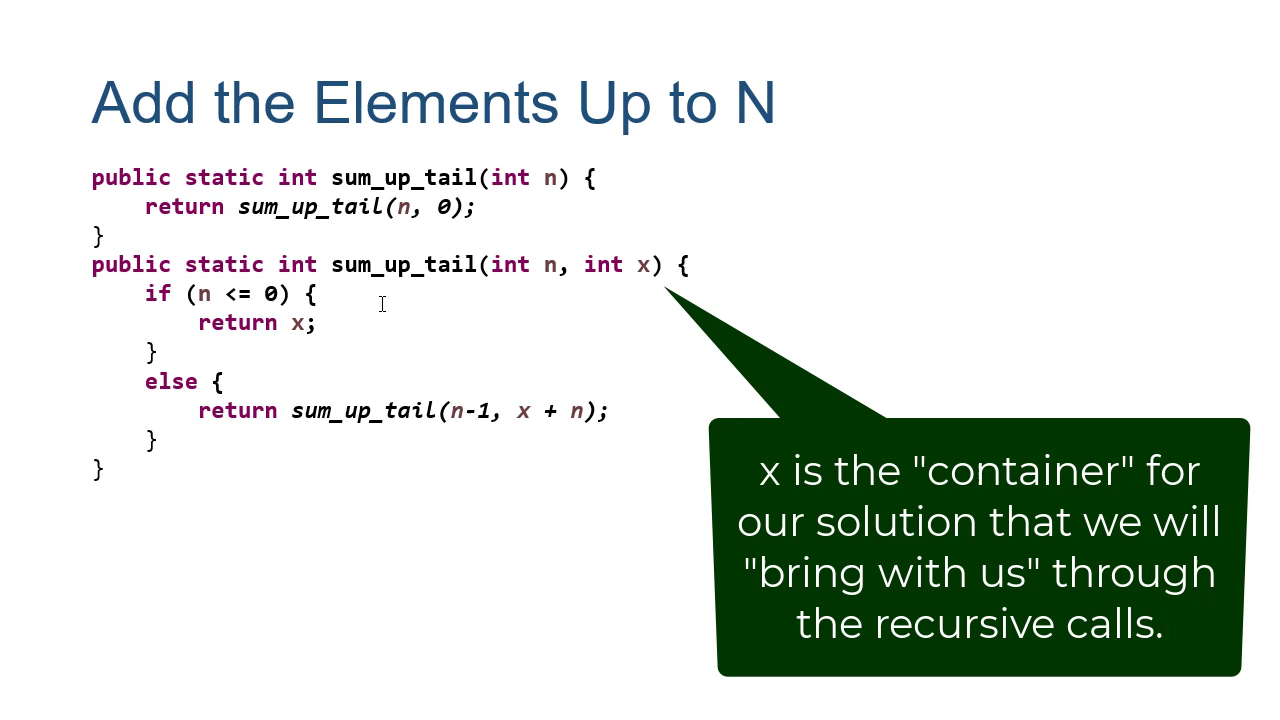 Add the Elements Up to N
public static int sum_up_tail(int n) {
    return sum_up_tail(n, 0);
}
public static int sum_up_tail(int n, int x) {
    if (n <= 0) {
        return x;
    }
    else {
        return sum_up_tail(n-1, x + n);
    }
}
x is the "container" for
our solution that we will
"bring with us" through
the recursive calls.